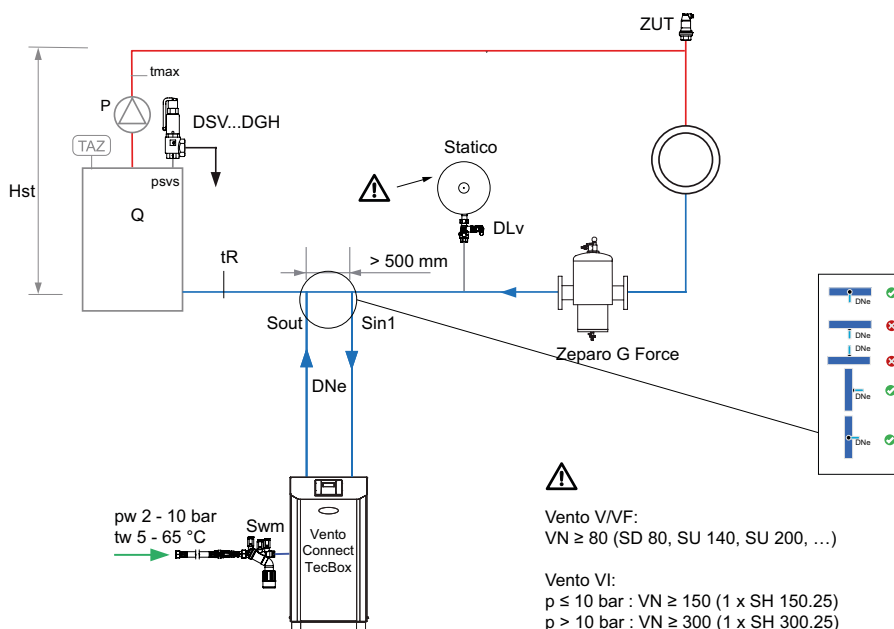 ZUT
tmax
P
DSV...DGH
TAZ
Statico
psvs
Hst
Q
DLv
tR
> 500 mm
Sout
Sin1
Zeparo G Force
DNe
DNe
DNe
DNe
DNe
DNe
pw 2 - 10 bar
tw 5 - 65 °C
Swm
Vento
Connect
TecBox
Vento V/VF:
VN ≥ 80 (SD 80, SU 140, SU 200, …)
Vento VI:
p ≤ 10 bar : VN ≥ 150 (1 x SH 150.25)
p > 10 bar : VN ≥ 300 (1 x SH 300.25)